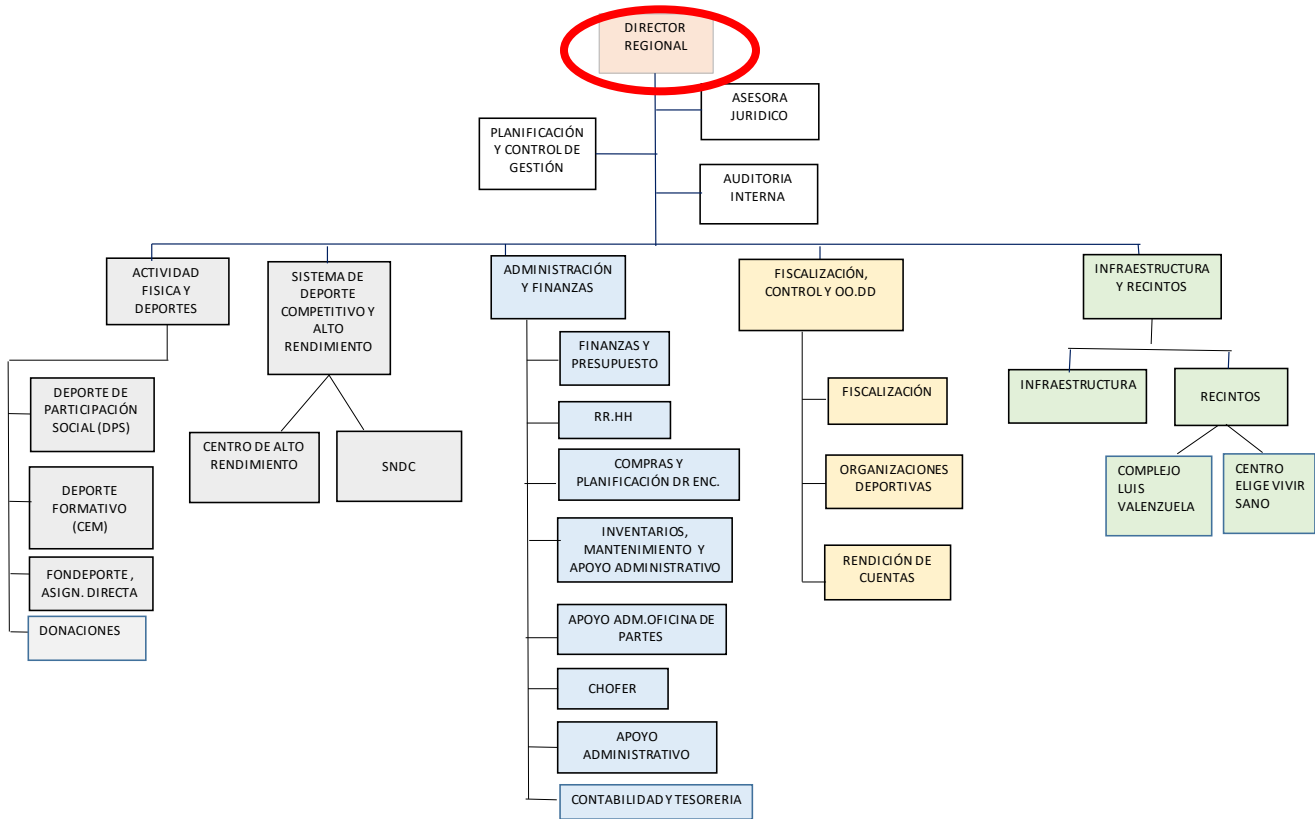 DIRECTOR
REGIONAL
ASESORA
JURIDICO
PLANIFICACIÓN
Y CONTROL DE
GESTIÓN
AUDITORIA
INTERNA
ACTIVIDAD
FISICA Y
DEPORTES
SISTEMA DE
DEPORTE
COMPETITIVO Y
ALTO
RENDIMIENTO
ADMINISTRACIÓN
Y FINANZAS
FISCALIZACIÓN,
CONTROL Y OO.DD
INFRAESTRUCTURA
Y RECINTOS
DEPORTE DE
PARTICIPACIÓN
SOCIAL (DPS)
DEPORTE
FORMATIVO
(CEM)
FONDEPORTE ,
ASIGN. DIRECTA
DONACIONES
CENTRO DE ALTO
RENDIMIENTO
SNDC
FINANZAS Y
PRESUPUESTO
RR.HH
COMPRAS Y
PLANIFICACIÓN DR ENC.
INVENTARIOS,
MANTENIMIENTO Y
APOYO ADMINISTRATIVO
APOYO ADM.OFICINA DE
PARTES
CHOFER
APOYO
ADMINISTRATIVO
CONTABILIDAD Y TESORERIA
FISCALIZACIÓN
ORGANIZACIONES
DEPORTIVAS
RENDICIÓN DE
CUENTAS
INFRAESTRUCTURA
RECINTOS
COMPLEJO
LUIS
VALENZUELA
CENTRO
ELIGE VIVIR
SANO